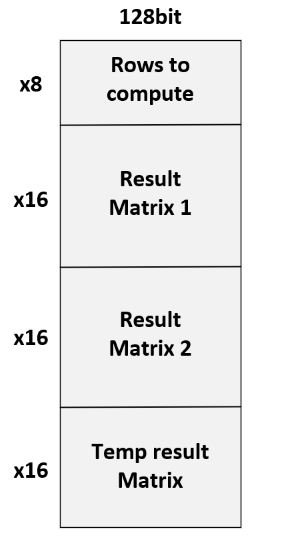 128bit
x8
Rows to
compute
x16
Result
Matrix 1
x16
Result
Matrix 2
x16
Temp result
Matrix